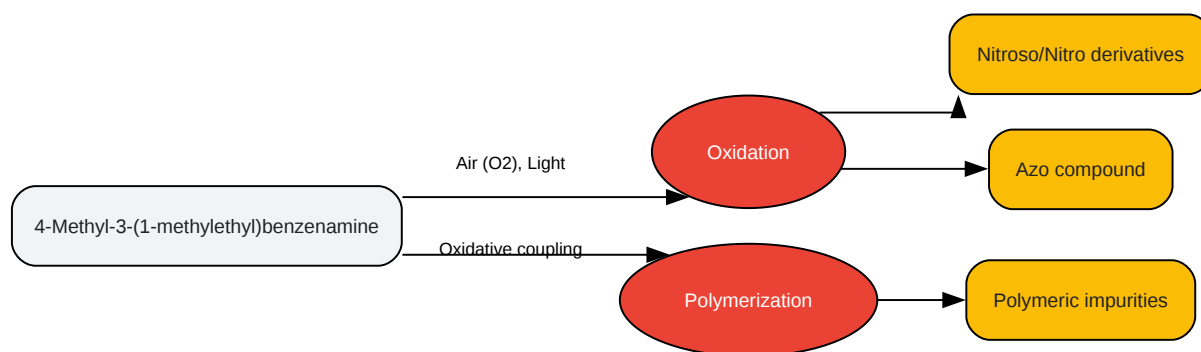 Nitroso/Nitro derivatives
Oxidation
Air (O2), Light
Azo compound
4-Methyl-3-(1-methylethyl)benzenamine
Oxidative coupling
Polymerization
Polymeric impurities